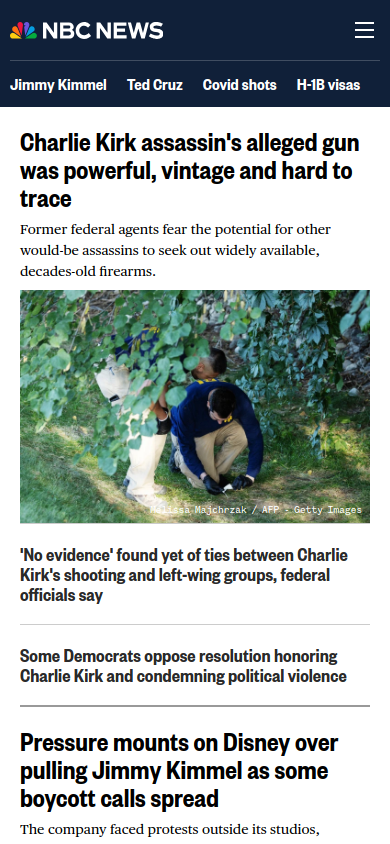 NBC NEWS
Jimmy Kimmel Ted Cruz Covid shots H-1B visas
Charlie Kirk assassin's alleged gun
was powerful, vintage and hard to
trace
Former federal agents fear the potential for other
would-be assassins to seek out widely available,
decades-old firearms.
Melissa Majchrzak / AFP - Getty Images
'No evidence' found yet of ties between Charlie
Kirk's shooting and left-wing groups, federal
officials say
Some Democrats oppose resolution honoring
Charlie Kirk and condemning political violence
Pressure mounts on Disney over
pulling Jimmy Kimmel as some
boycott calls spread
The company faced protests outside its studios,